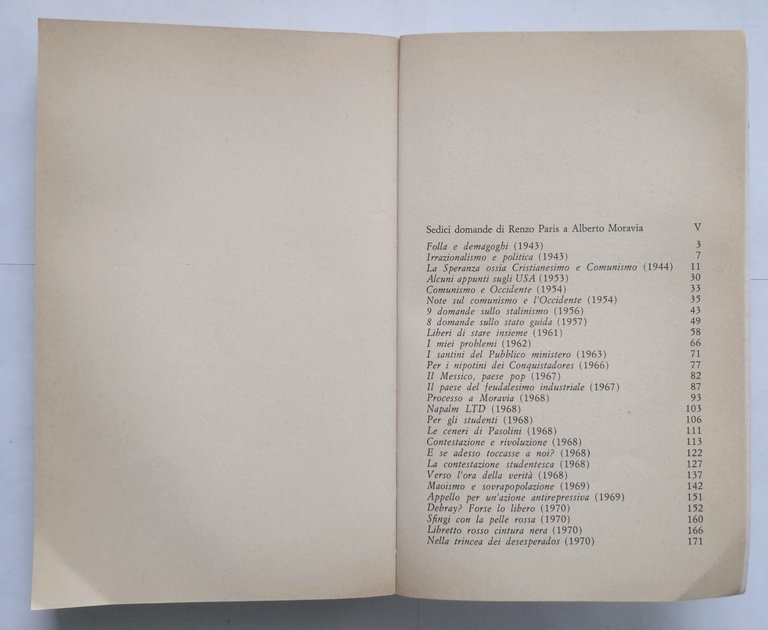 Sedici domande di Renzo Paris a Alberto Moravia V
Folla e demagoghi (1943) 3
Irrazionalismo e politica (1943) 7
La Speranza ossia Cristianesimo e Comunismo (1944) 11
Alcuni appunti sugli USA (1953) 30
Comunismo e Occidente (1954) 33
Note sul comunismo e l'Occidente (1954) 35
9 domande sullo stalinismo (1956) 43
8 domande sullo stato guida (1957) 49
Liberi di stare insieme (1961) 58
I miei problemi (1962) 66
I santini del Pubblico ministero (1963) 71
Per i nipotini dei Conquistadores (1966) 77
Il Messico, paese pop (1967) 82
Il paese del feudalesimo industriale (1967) 87
Processo a Moravia (1968) 93
Napalm LTD (1968) 103
Per gli studenti (1968) 106
Le ceneri di Pasolini (1968) 111
Contestazione e rivoluzione (1968) 113
E se adesso toccasse a noi? (1968) 122
La contestazione studentesca (1968) 127
Verso l'ora della verità (1968) 137
Maoismo e sovrapopolazione (1969) 142
Appello per un'azione antirepressiva (1969) 151
Debray? Forse lo libero (1970) 152
Sfingi con la pelle rossa (1970) 160
Libretto rosso cintura nera (1970) 166
Nella trincea dei desesperados (1970) 171